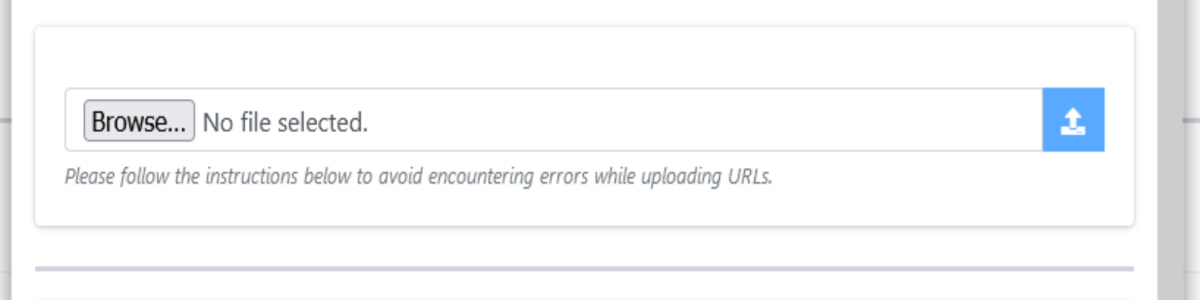 Browse... No file selected.
Please follow the instructions below to avoid encountering errors while uploading URLs.